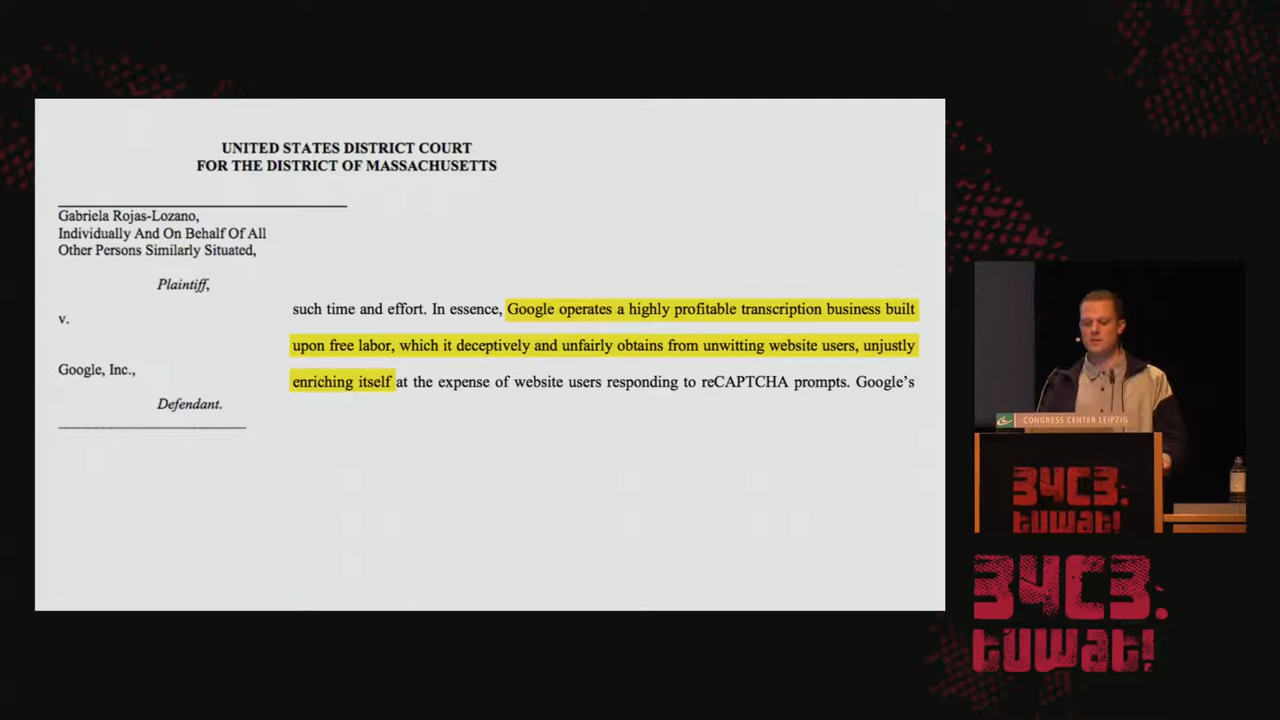 UNITED STATES DISTRICT COURT
FOR THE DISTRICT OF MASSACHUSETTS
Gabriela Rojas-Lozano,
Individually And On Behalf Of All
Other Persons Similarly Situated,
Plaintiff,
v.
Google, Inc.,
Defendant.
such time and effort. In essence, Google operates a highly profitable transcription business built
upon free labor, which it deceptively and unfairly obtains from unwitting website users, unjustly
enriching itself at the expense of website users responding to reCAPTCHA prompts. Google’s
CONGRESS CENTER LEIPZIG
34C3.
tuwat!
34C3.
tuwat!